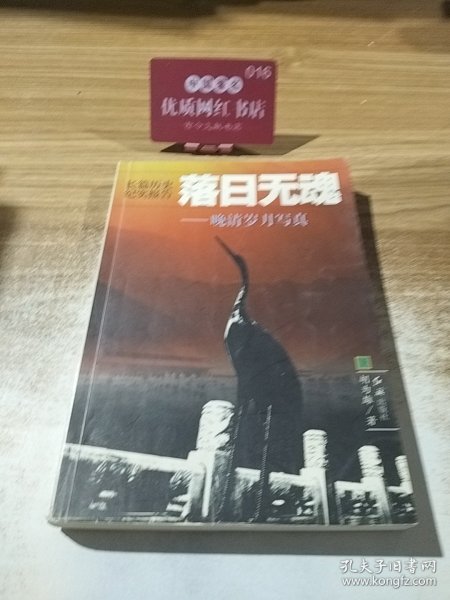 016
优质网红书店
长篇历史
纪实报告
落日无魂
——晚清岁月写真
著
孔夫子旧书网
www.kongfz.com